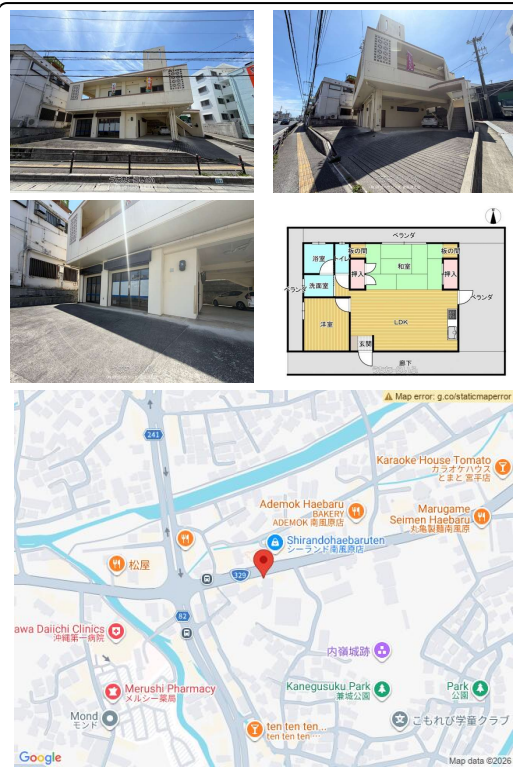 ベランダ
浴室
トイレ
板の間
板の間
和室
押入
押入
洗面室
ベランダ
ベランダ
洋室
LDK
玄関
廊下
Map error: g.co/staticmaperror
241
Karaoke House Tomato
カラオケハウス
とまと 宮平店
Ademok Haebaru
BAKERY
ADEMOK 南風原店
Marugame
Seimen Haebaru
丸亀製麺南風原
Shirandohaebaruten
シーランド南風原店
松屋
329
82
awa Daiichi Clinics
沖縄第一病院
内嶺城跡
Merushi Pharmacy
メルシー薬局
Kanegusuku Park
兼城公園
Park
公園
Mond
モンド
こもれび学童クラブ
ten ten ten...
ten ten ten...
Google
Map data ©2026